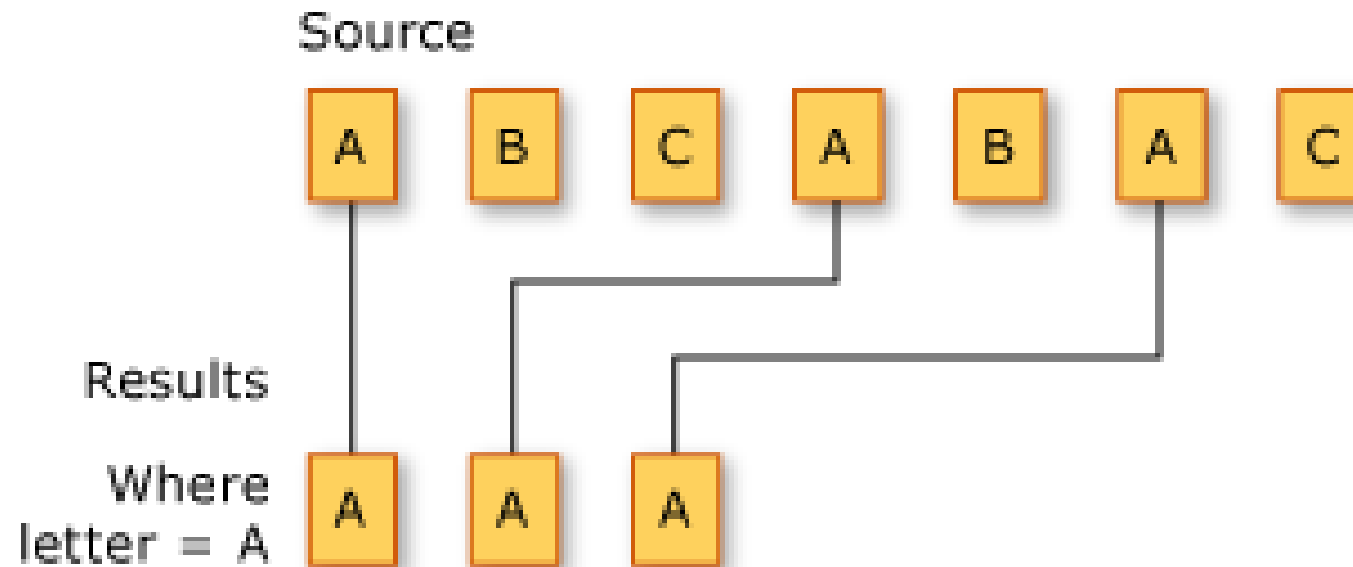 Source
A B C A B A C
Results
Where A A A
letter = A